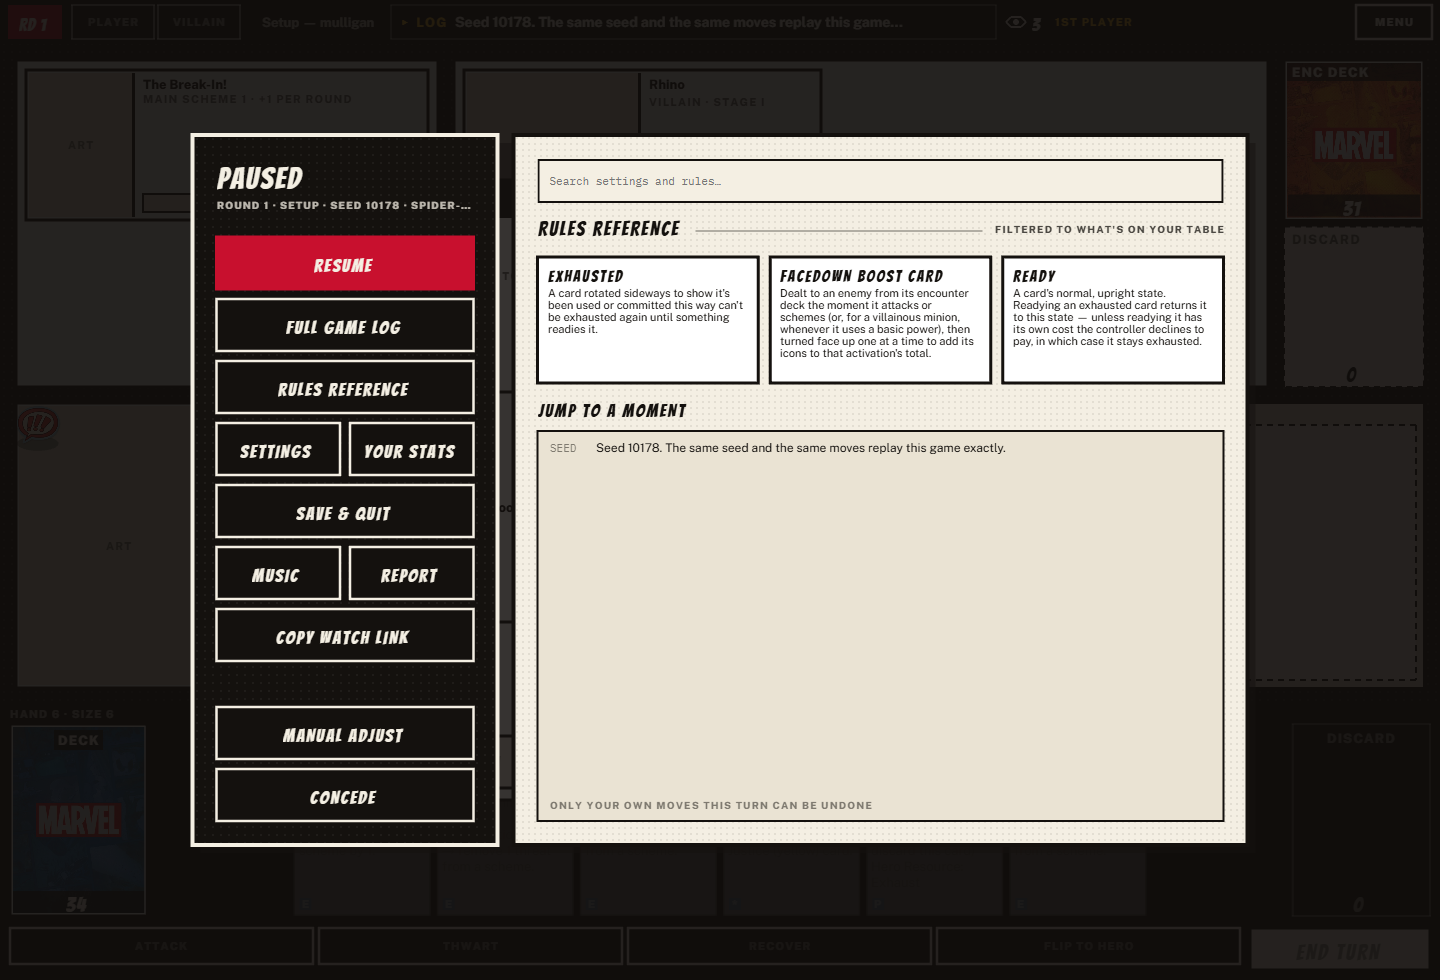 RD 1
PLAYER
VILLAIN
Setup — mulligan
LOG Seed 10178. The same seed and the same moves replay this game…
3
1ST PLAYER
MENU
The Break-In!
MAIN SCHEME 1 · +1 PER ROUND
ART
Rhino
VILLAIN · STAGE I
ENC DECK
MARVEL
31
DISCARD
0
PAUSED
ROUND 1 · SETUP · SEED 10178 · SPIDER-…
RESUME
FULL GAME LOG
RULES REFERENCE
SETTINGS
YOUR STATS
SAVE & QUIT
MUSIC
REPORT
COPY WATCH LINK
MANUAL ADJUST
CONCEDE
Search settings and rules…
RULES REFERENCE
FILTERED TO WHAT'S ON YOUR TABLE
EXHAUSTED
A card rotated sideways to show it's
been used or committed this way can't
be exhausted again until something
readies it.
FACEDOWN BOOST CARD
Dealt to an enemy from its encounter
deck the moment it attacks or
schemes (or, for a villainous minion,
whenever it uses a basic power), then
turned face up one at a time to add its
icons to that activation's total.
READY
A card's normal, upright state.
Readying an exhausted card returns it
to this state — unless readying it has
its own cost the controller declines to
pay, in which case it stays exhausted.
JUMP TO A MOMENT
SEED Seed 10178. The same seed and the same moves replay this game exactly.
ONLY YOUR OWN MOVES THIS TURN CAN BE UNDONE
ART
HAND 6 · SIZE 6
DECK
MARVEL
34
DISCARD
0
ATTACK
THWART
RECOVER
FLIP TO HERO
END TURN